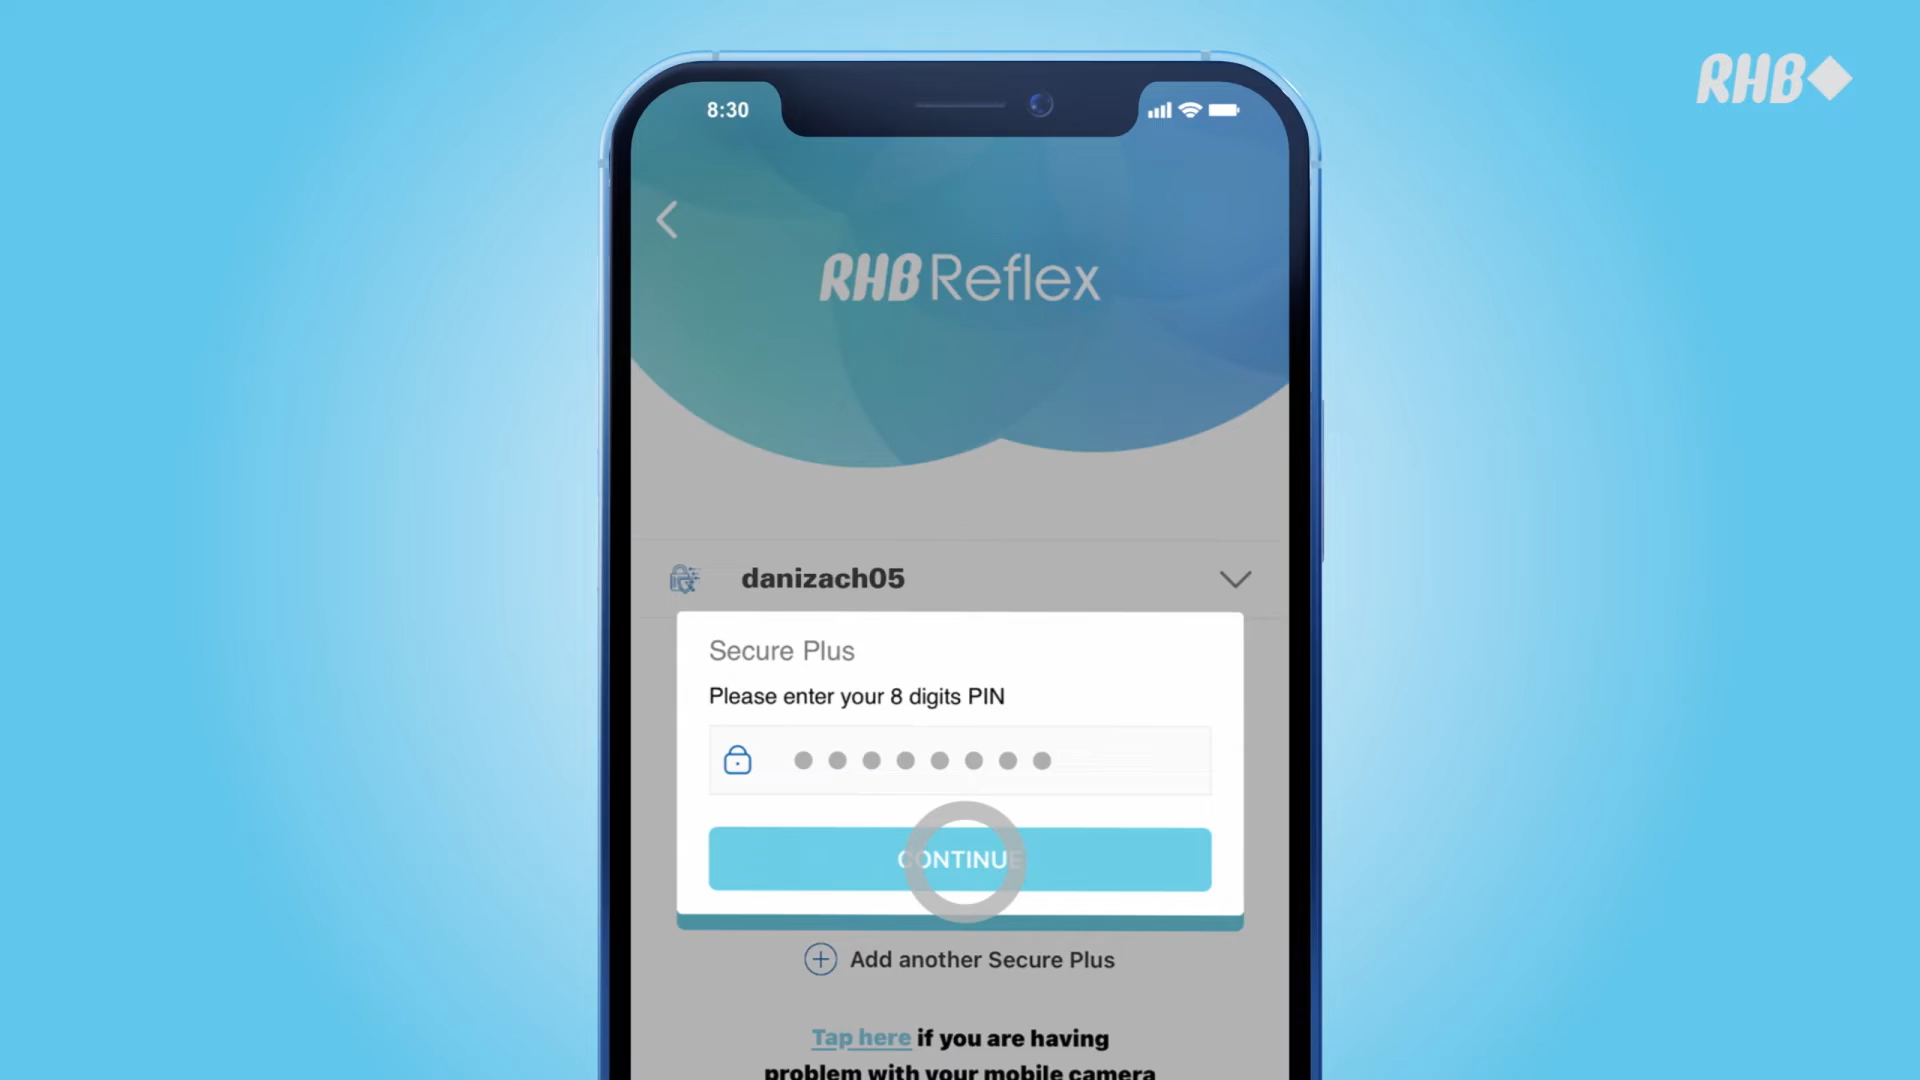 RHB
8:30
RHB Reflex
danizach05
Secure Plus
Please enter your 8 digits PIN
CONTINUE
Add another Secure Plus
Tap here if you are having
problem with your mobile camera